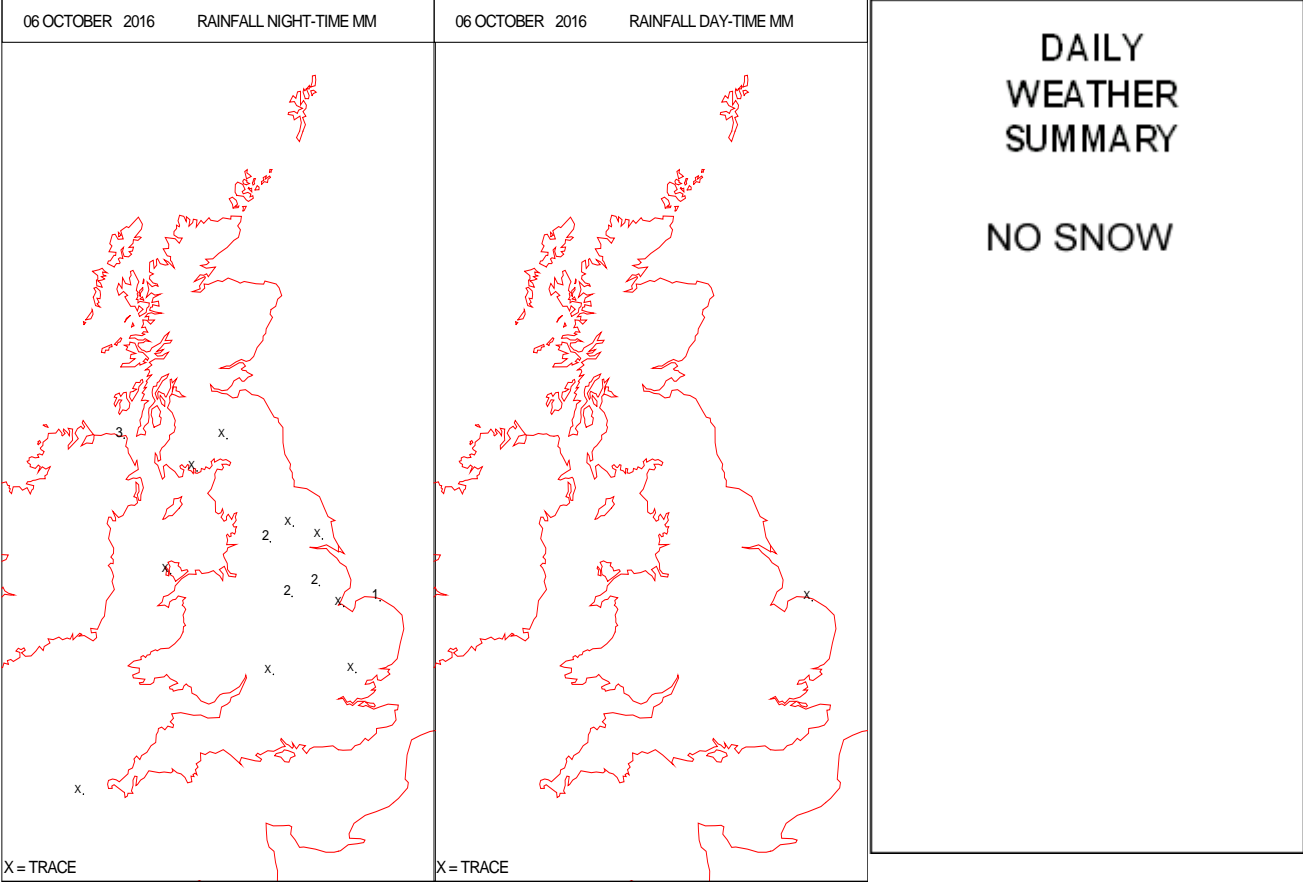 06 OCTOBER 2016 RAINFALL NIGHT-TIME MM
3.
X.
X.
X.
2.
X.
X.
2.
2.
X.
1.
X.
X.
X.
X = TRACE
06 OCTOBER 2016 RAINFALL DAY-TIME MM
X.
X = TRACE
DAILY
WEATHER
SUMMARY
NO SNOW